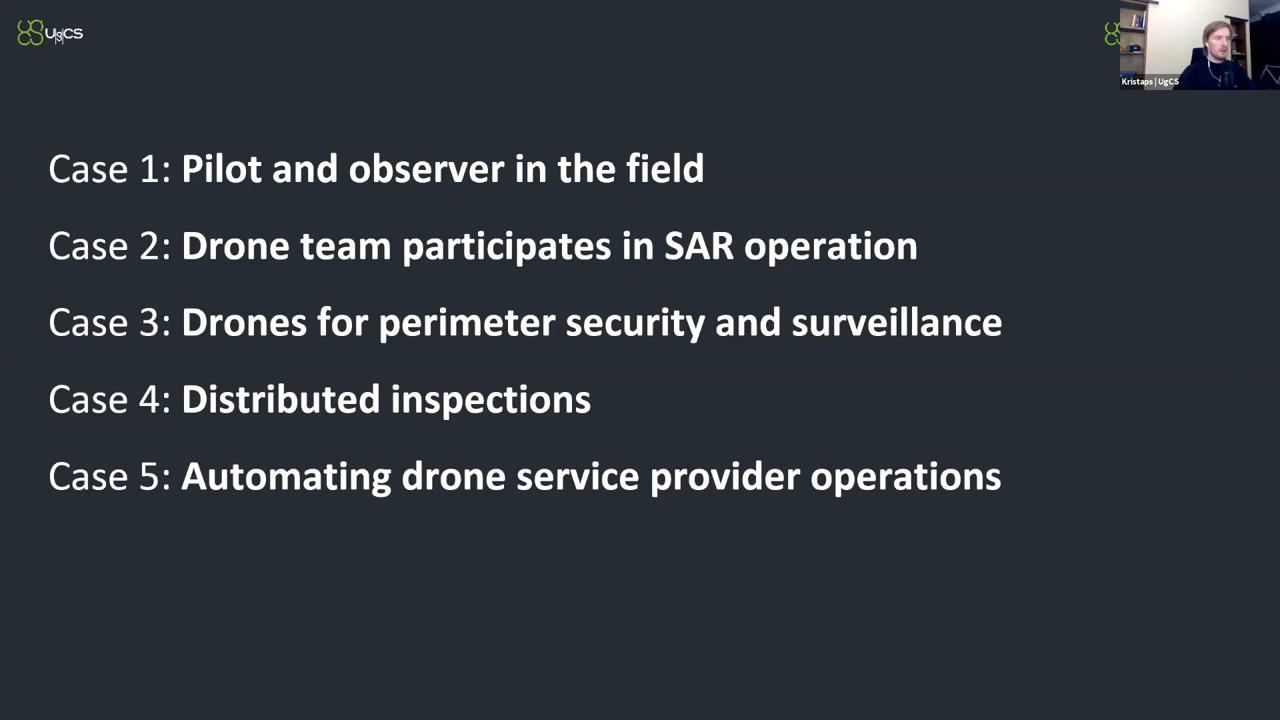 UgCS
Kristaps | UgCS
Case 1: Pilot and observer in the field
Case 2: Drone team participates in SAR operation
Case 3: Drones for perimeter security and surveillance
Case 4: Distributed inspections
Case 5: Automating drone service provider operations